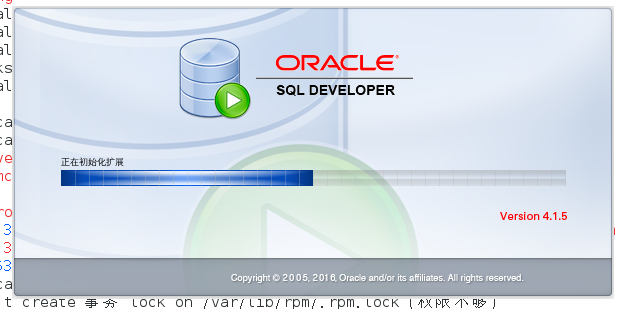 ORACLE
SQL DEVELOPER
正在初始化扩展
Version 4.1.5
Copyright © 2005, 2016, Oracle and/or its affiliates. All rights reserved.
t create 事务 lock on /var/lib/rpm/.rpm.lock (权限不够)